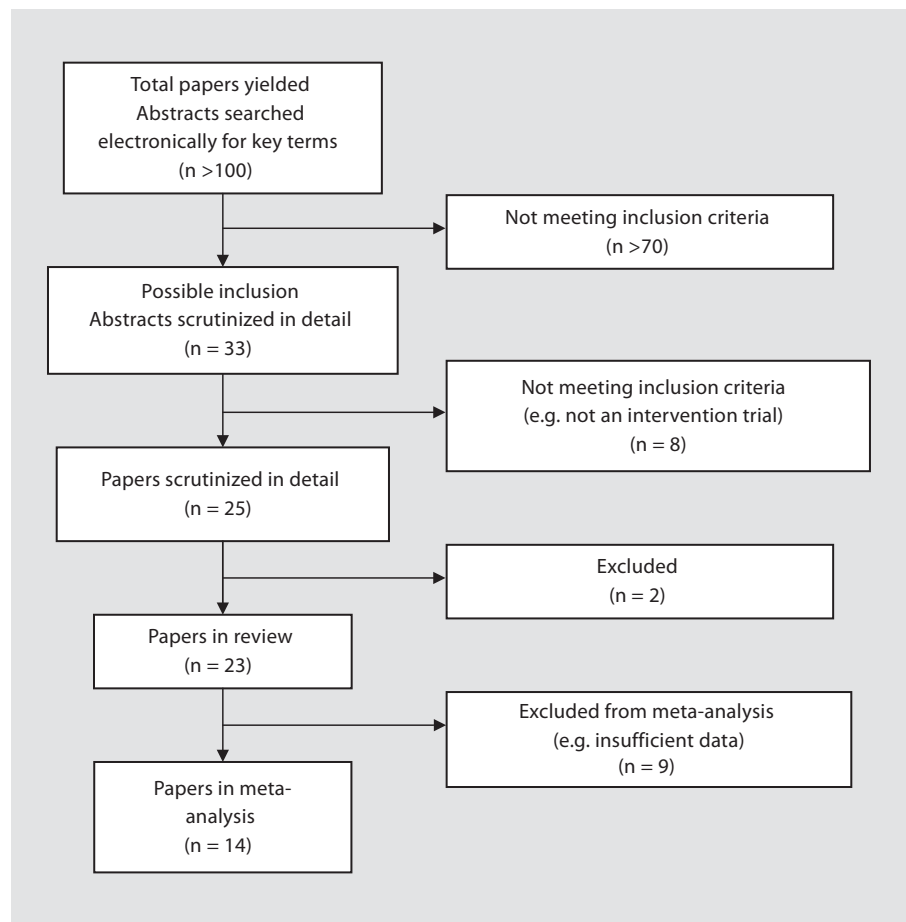 Total papers yielded
Abstracts searched
electronically for key terms
(n >100)
Not meeting inclusion criteria
(n >70)
Possible inclusion
Abstracts scrutinized in detail
(n = 33)
Not meeting inclusion criteria
(e.g. not an intervention trial)
(n = 8)
Papers scrutinized in detail
(n = 25)
Excluded
(n = 2)
Papers in review
(n = 23)
Excluded from meta-analysis
(e.g. insufficient data)
(n = 9)
Papers in meta-
analysis
(n = 14)